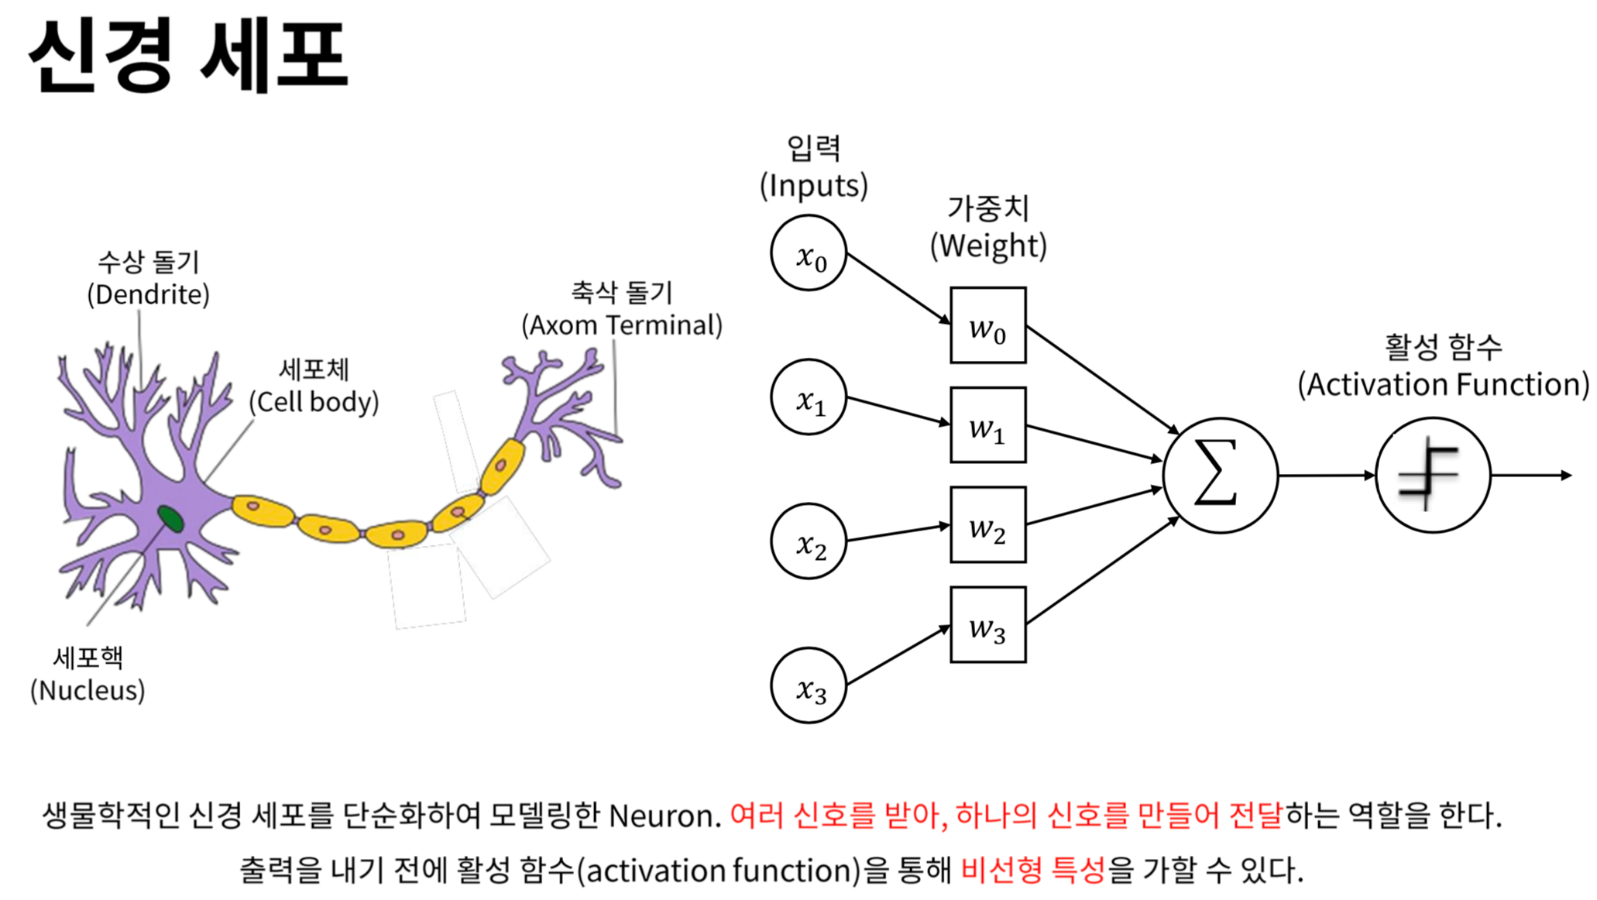 신경 세포
수상 돌기
(Dendrite)
세포체
(Cell body)
축삭 돌기
(Axom Terminal)
세포핵
(Nucleus)
입력
(Inputs)
가중치
(Weight)
x₀
x₁
x₂
x₃
w₀
w₁
w₂
w₃
∑
활성 함수
(Activation Function)
생물학적인 신경 세포를 단순화하여 모델링한 Neuron. 여러 신호를 받아, 하나의 신호를 만들어 전달하는 역할을 한다.
출력을 내기 전에 활성 함수(activation function)을 통해 비선형 특성을 가할 수 있다.